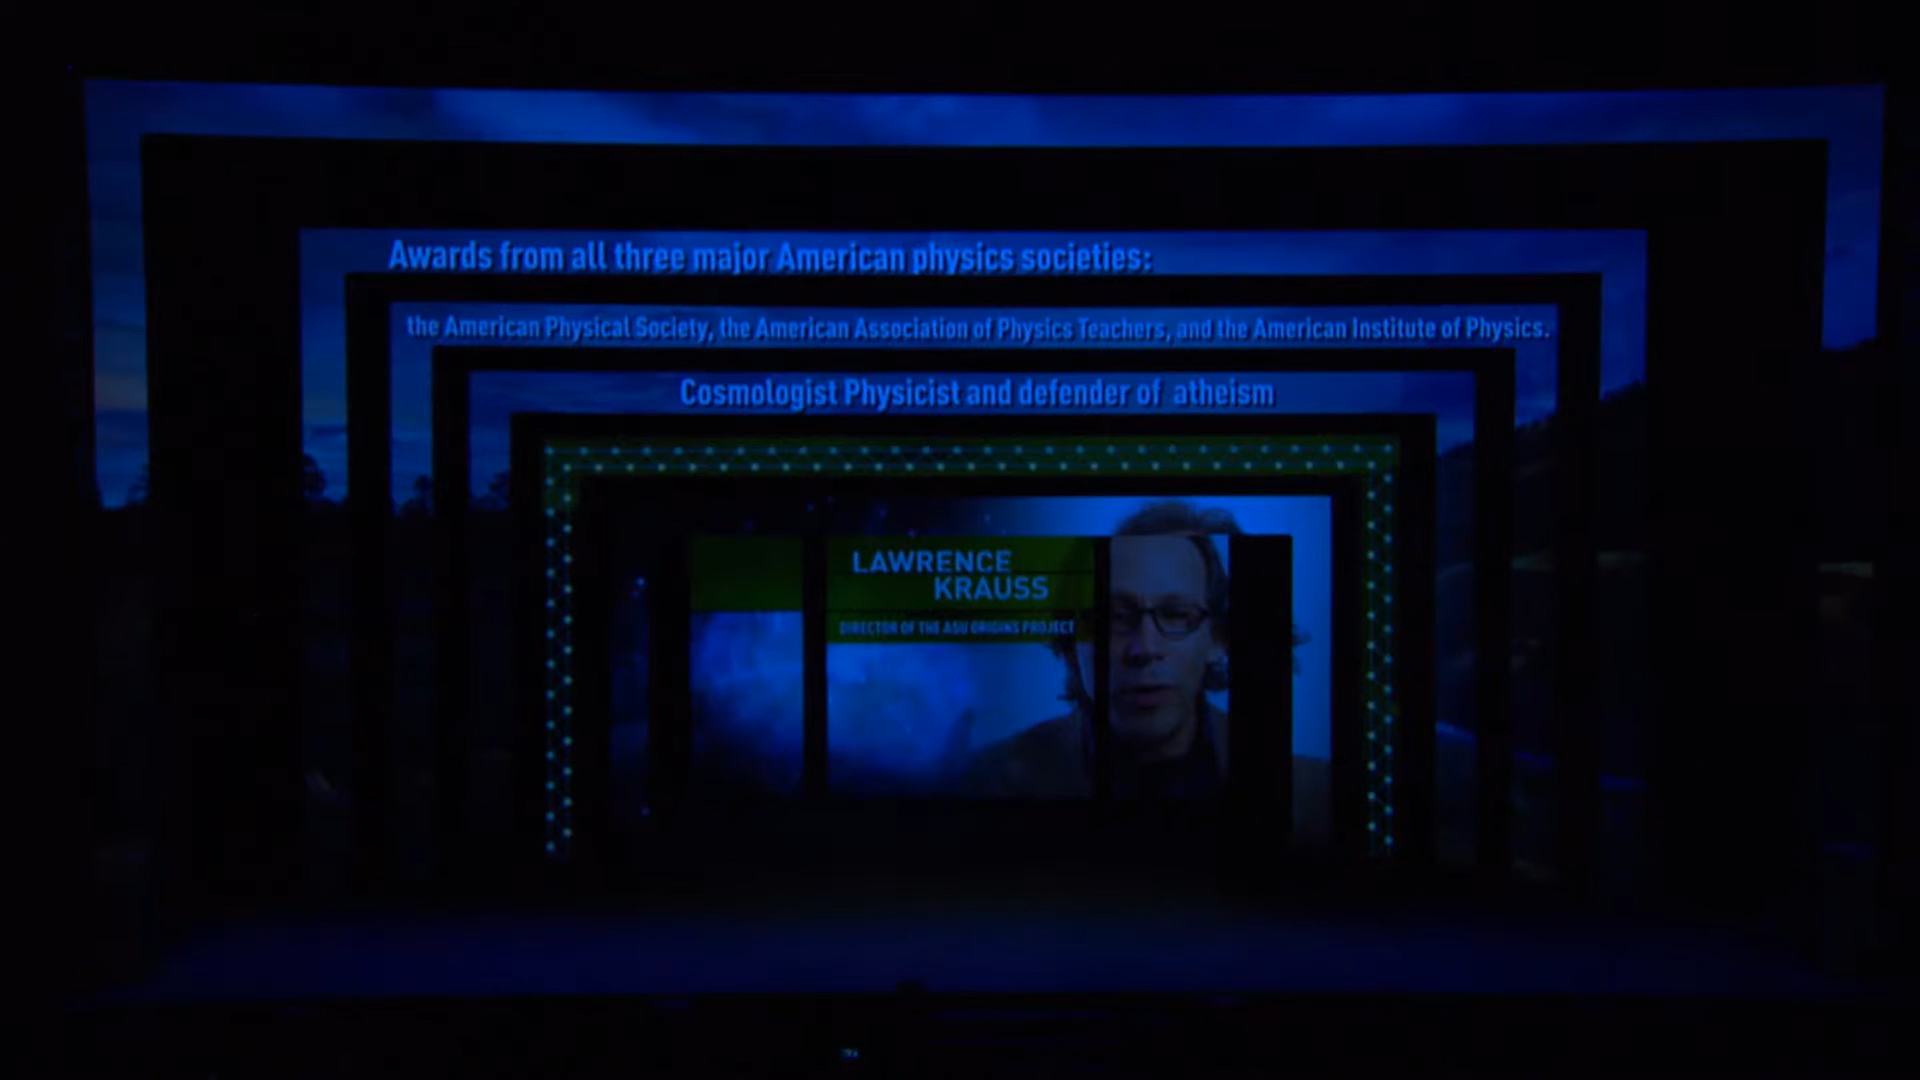 Awards from all three major American physics societies:
the American Physical Society, the American Association of Physics Teachers, and the American Institute of Physics.
Cosmologist Physicist and defender of atheism
LAWRENCE
KRAUSS
DIRECTOR OF THE ASU ORIGINS PROJECT